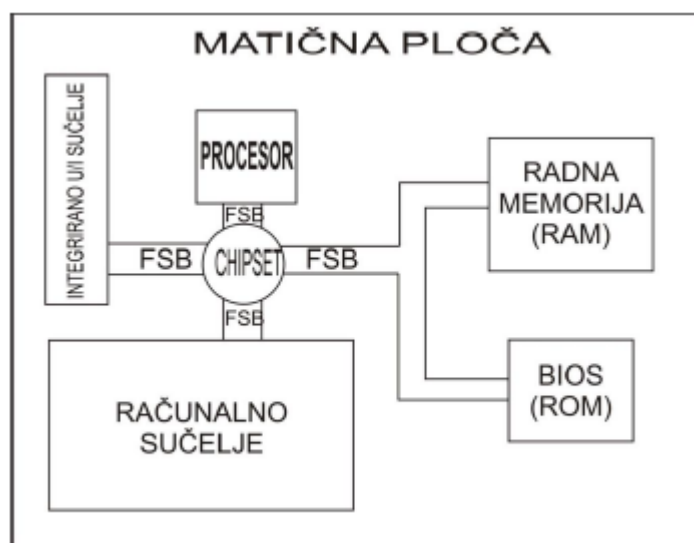 MATIČNA PLOČA
INTEGRIRANO U/I SUČELJE
PROCESOR
FSB
FSB
CHIPSET
FSB
FSB
RADNA
MEMORIJA
(RAM)
BIOS
(ROM)
RAČUNALNO
SUČELJE